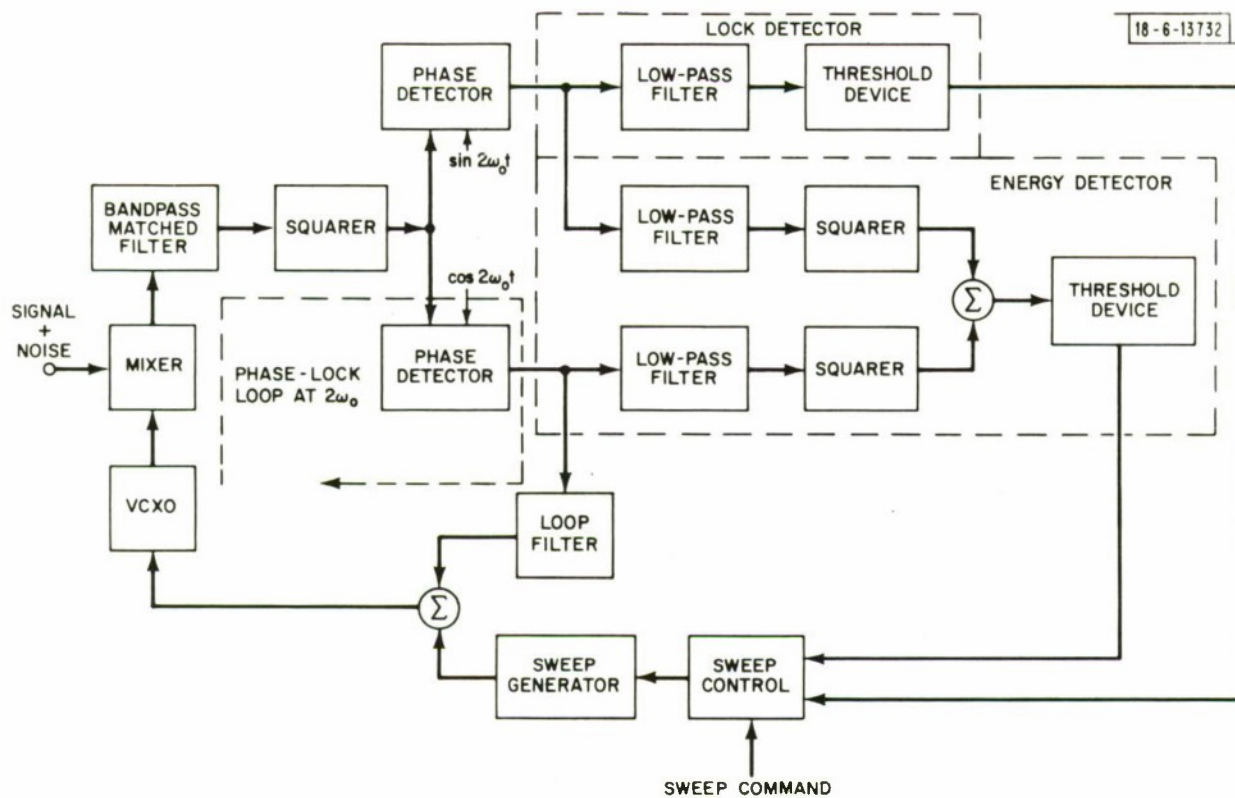 18-6-13732
LOCK DETECTOR
PHASE
DETECTOR
LOW-PASS
FILTER
THRESHOLD
DEVICE
sin 2ω₀t
ENERGY DETECTOR
BANDPASS
MATCHED
FILTER
SQUARER
LOW-PASS
FILTER
SQUARER
cos 2ω₀t
Σ
THRESHOLD
DEVICE
SIGNAL
+
NOISE
MIXER
PHASE-LOCK
LOOP AT 2ω₀
PHASE
DETECTOR
LOW-PASS
FILTER
SQUARER
VCXO
LOOP
FILTER
Σ
SWEEP
GENERATOR
SWEEP
CONTROL
SWEEP COMMAND